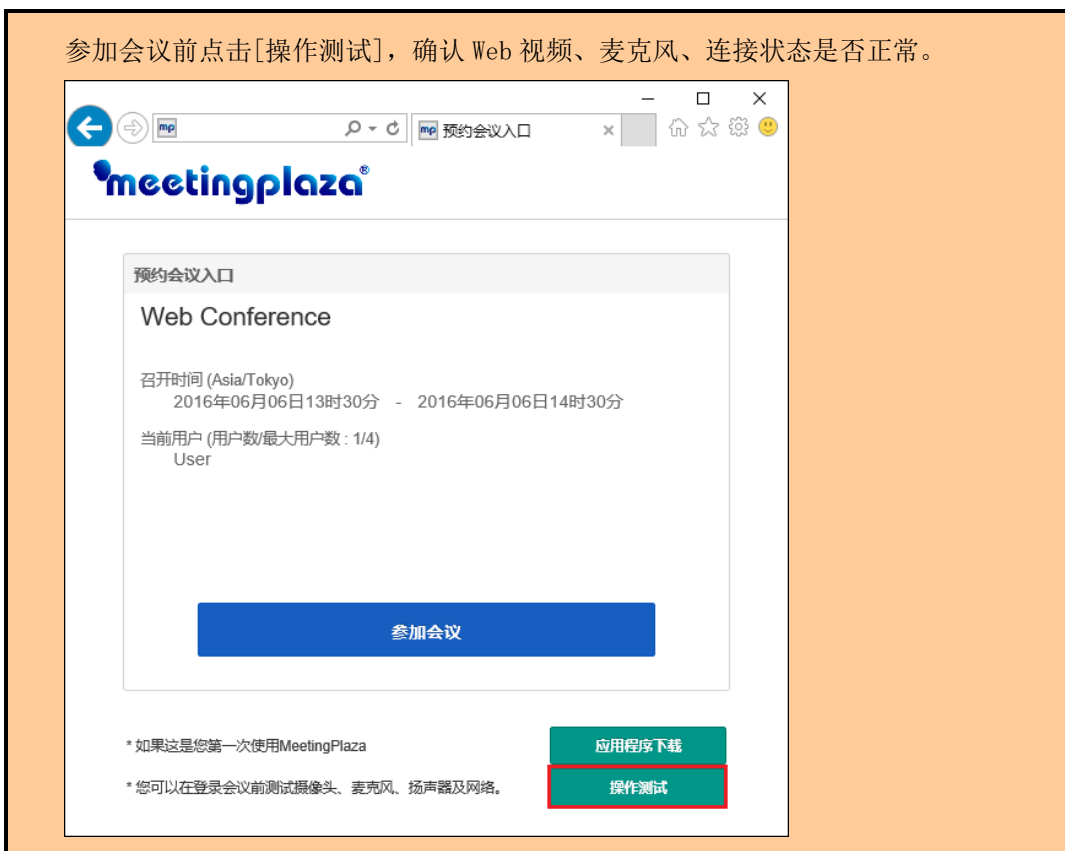 参加会议前点击[操作测试]，确认 Web 视频、麦克风、连接状态是否正常。
mp
mp 预约会议入口
meetingplaza®
预约会议入口
Web Conference
召开时间 (Asia/Tokyo)
2016年06月06日13时30分 - 2016年06月06日14时30分
当前用户 (用户数/最大用户数 : 1/4)
User
参加会议
* 如果这是您第一次使用MeetingPlaza
应用程序下载
* 您可以在登录会议前测试摄像头、麦克风、扬声器及网络。
操作测试